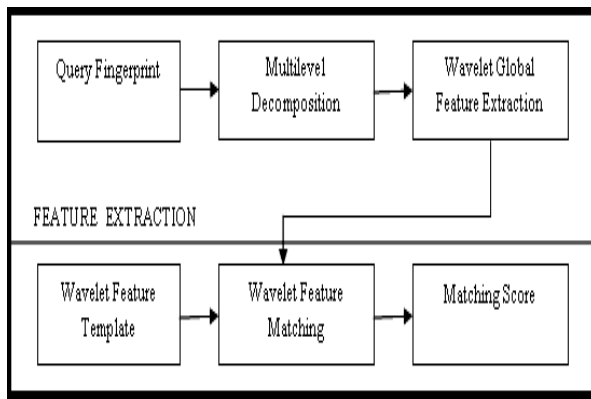 Query Fingerprint
Multilevel
Decomposition
Wavelet Global
Feature Extraction
FEATURE EXTRACTION
Wavelet Feature
Template
Wavelet Feature
Matching
Matching Score